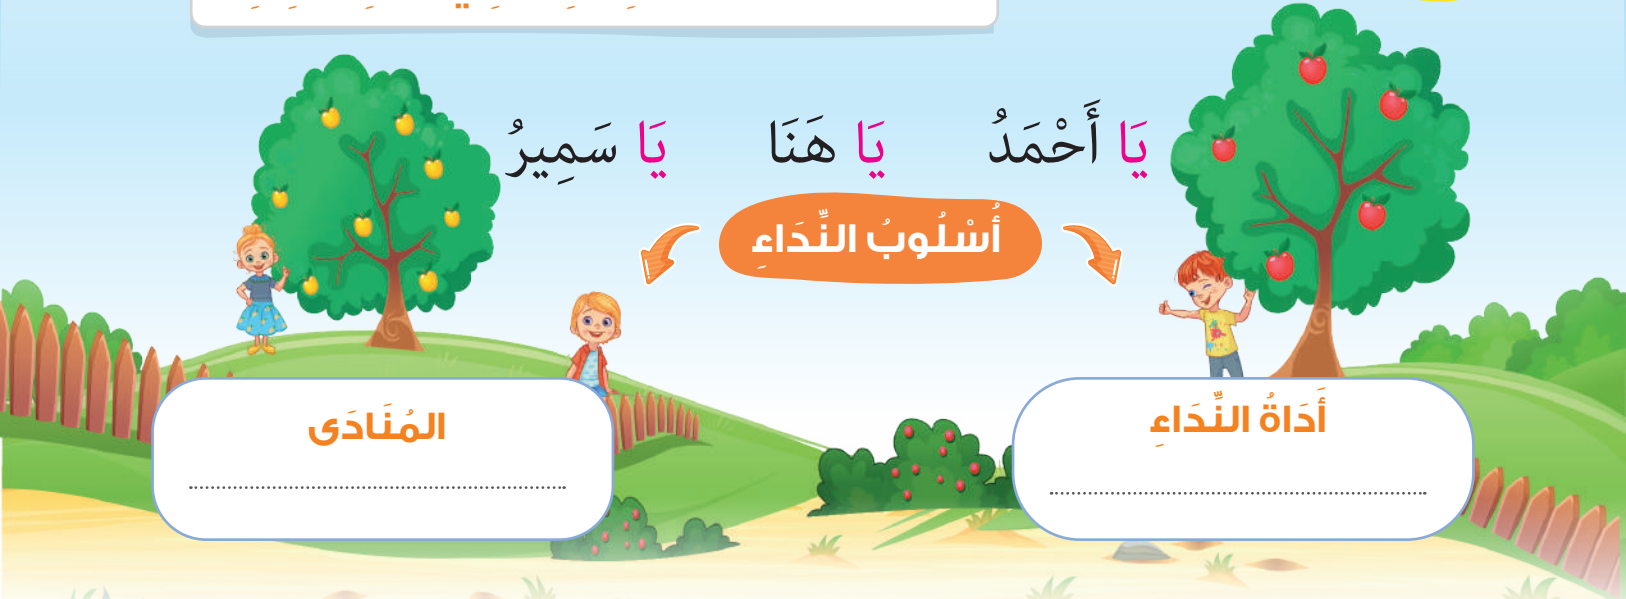 يَا أَحْمَدُ يَا هَنَا يَا سَمِيرُ
أُسْلُوبُ النِّدَاءِ
أَدَاةُ النِّدَاءِ
المُنَادَى